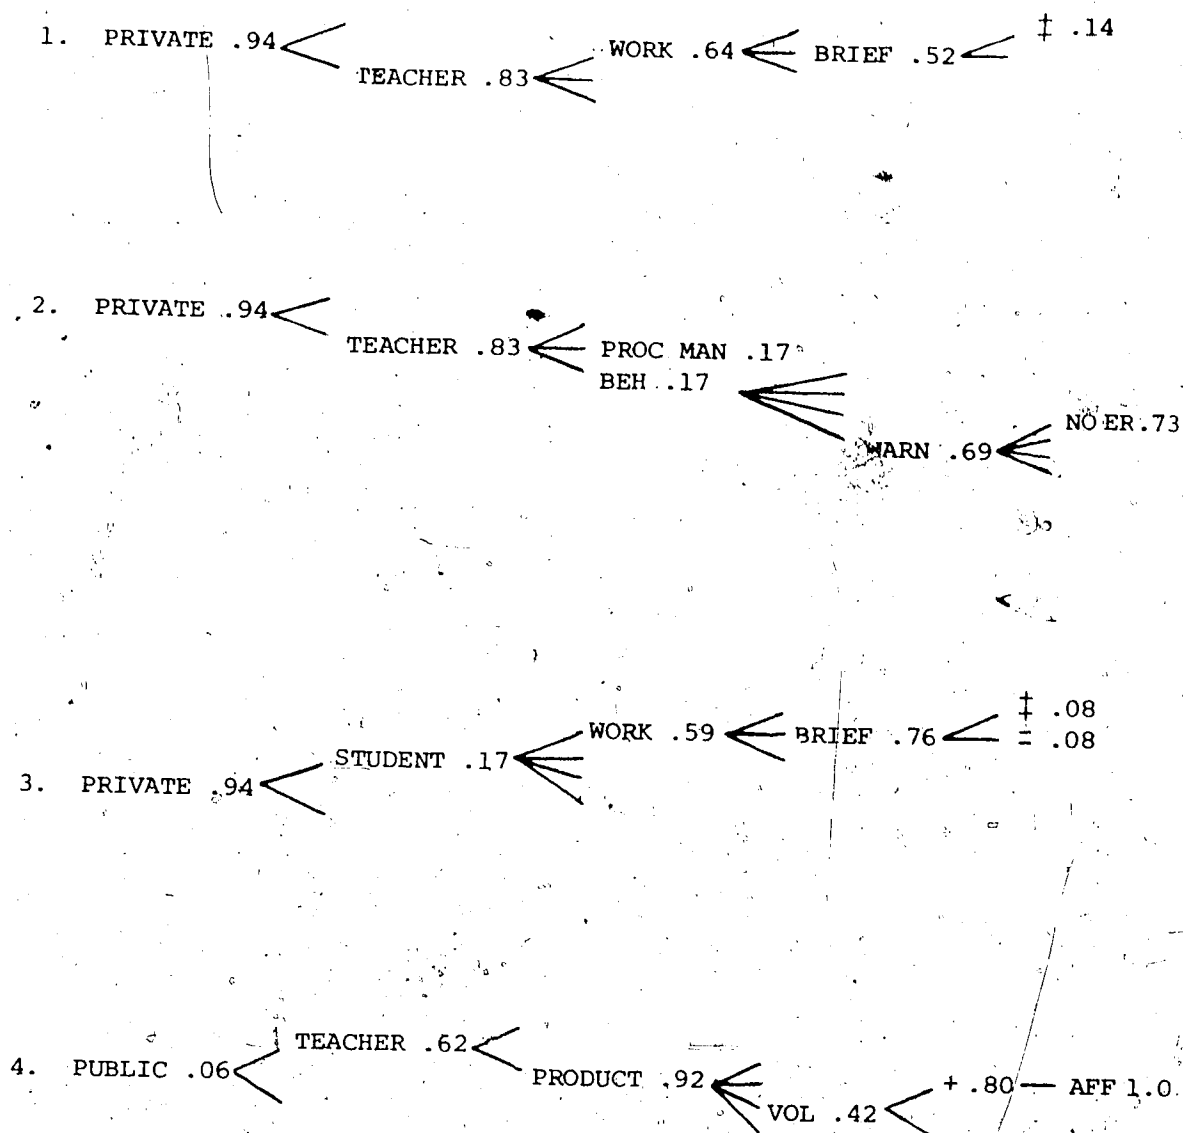 1. PRIVATE .94 TEACHER .83 WORK .64 BRIEF .52 ‡ .14
2. PRIVATE .94 TEACHER .83 PROC MAN .17
BEH .17 WARN .69 NO ER .73
3. PRIVATE .94 STUDENT .17 WORK .59 BRIEF .76 ‡ .08
= .08
4. PUBLIC .06 TEACHER .62 PRODUCT .92 VOL .42 + .80 — AFF 1.0